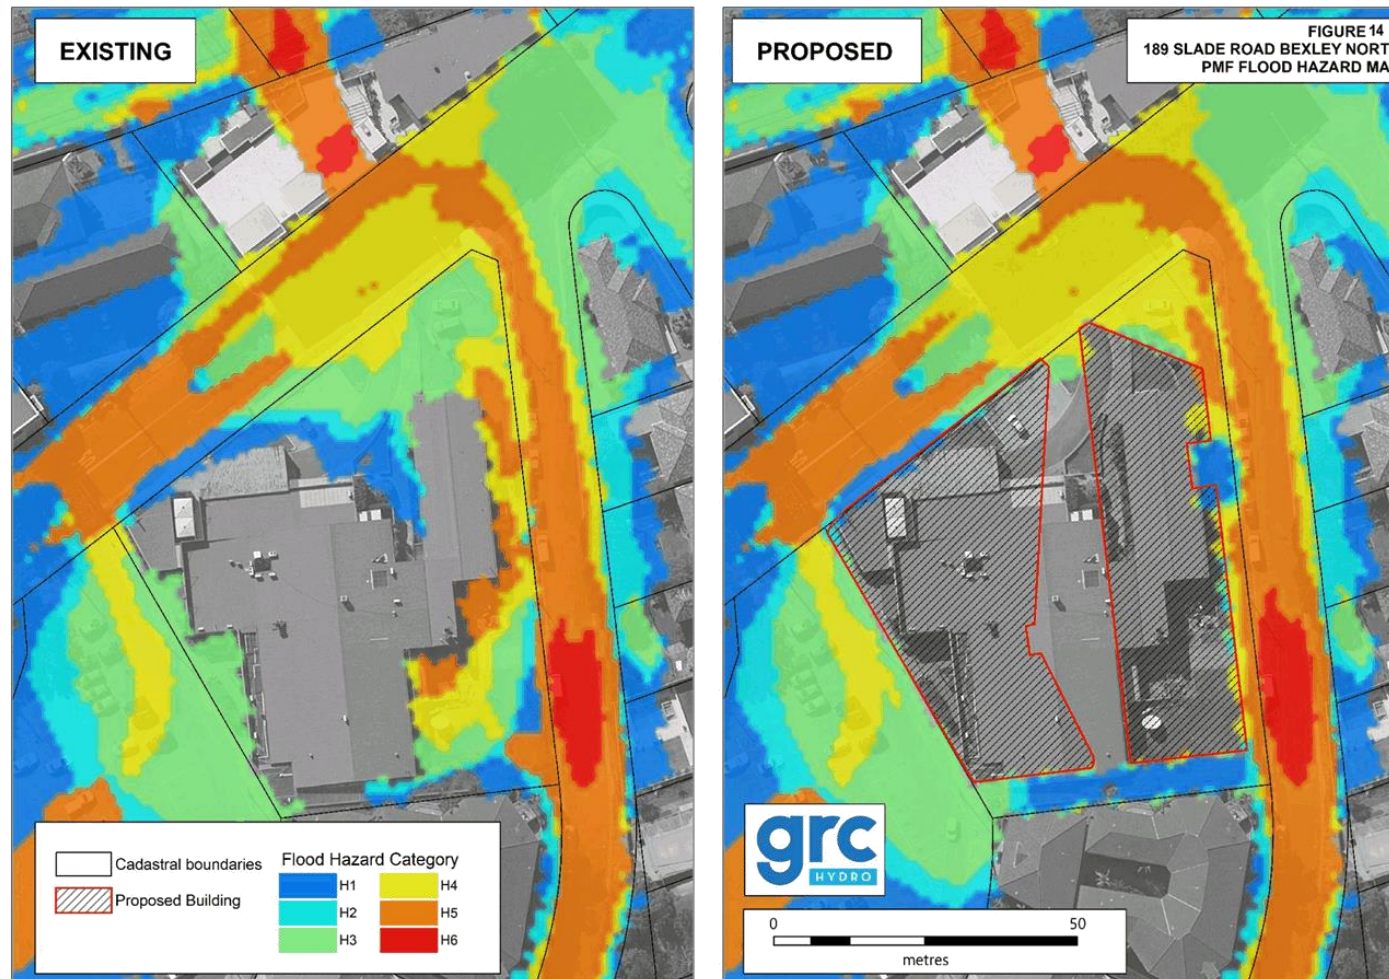 EXISTING
PROPOSED
FIGURE 14
189 SLADE ROAD BEXLEY NORT
PMF FLOOD HAZARD MA
Cadastral boundaries
Proposed Building
Flood Hazard Category
H1
H4
H2
H5
H3
H6
grc
HYDRO
0
50
metres